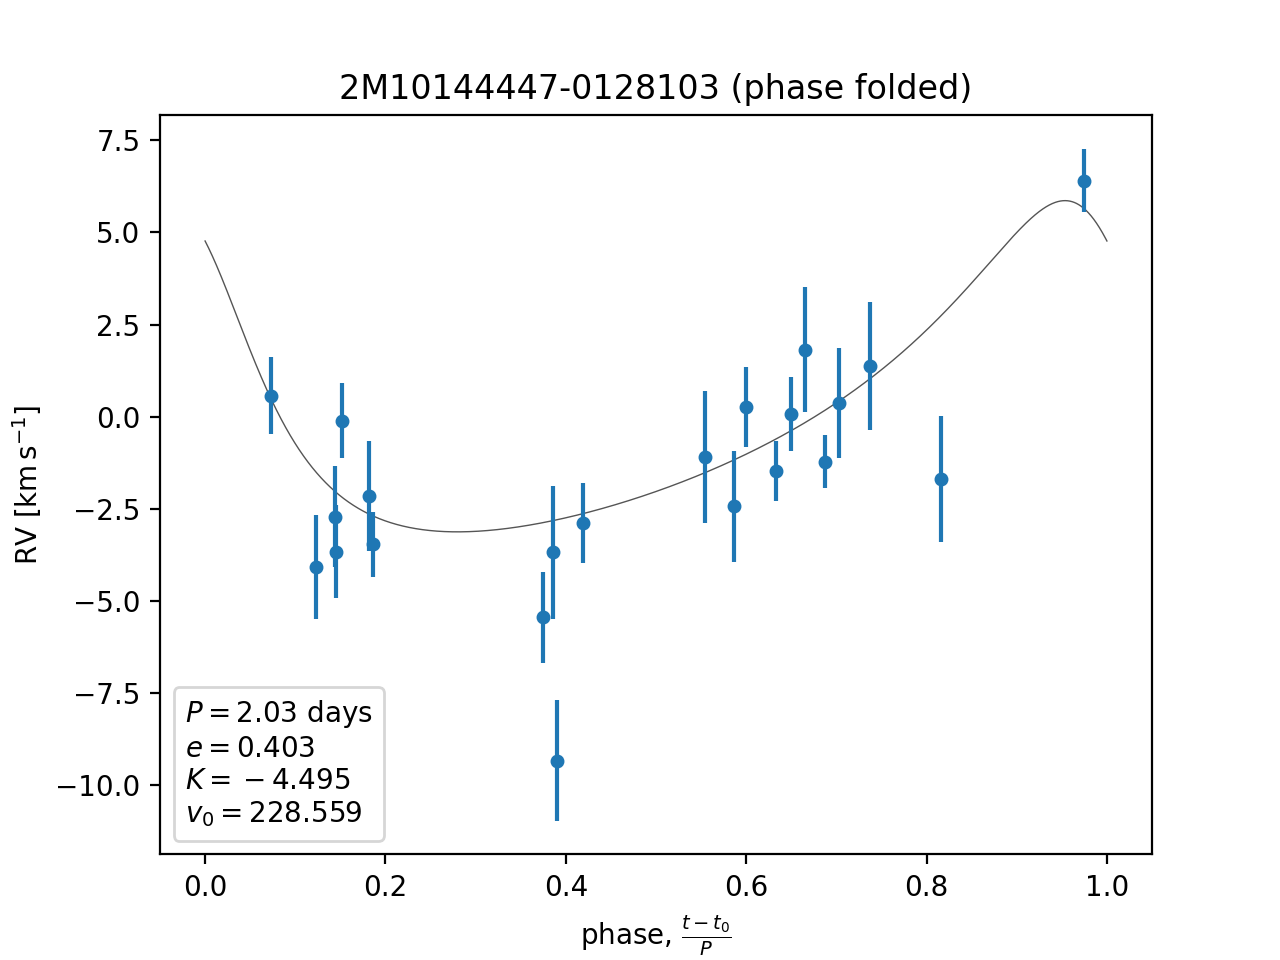 2M10144447-0128103 (phase folded)
7.5
5.0
2.5
0.0
−2.5
−5.0
−7.5
−10.0
RV [km s⁻¹]
P = 2.03 days
e = 0.403
K = −4.495
v₀ = 228.559
0.0 0.2 0.4 0.6 0.8 1.0
phase, (t − t₀)/P